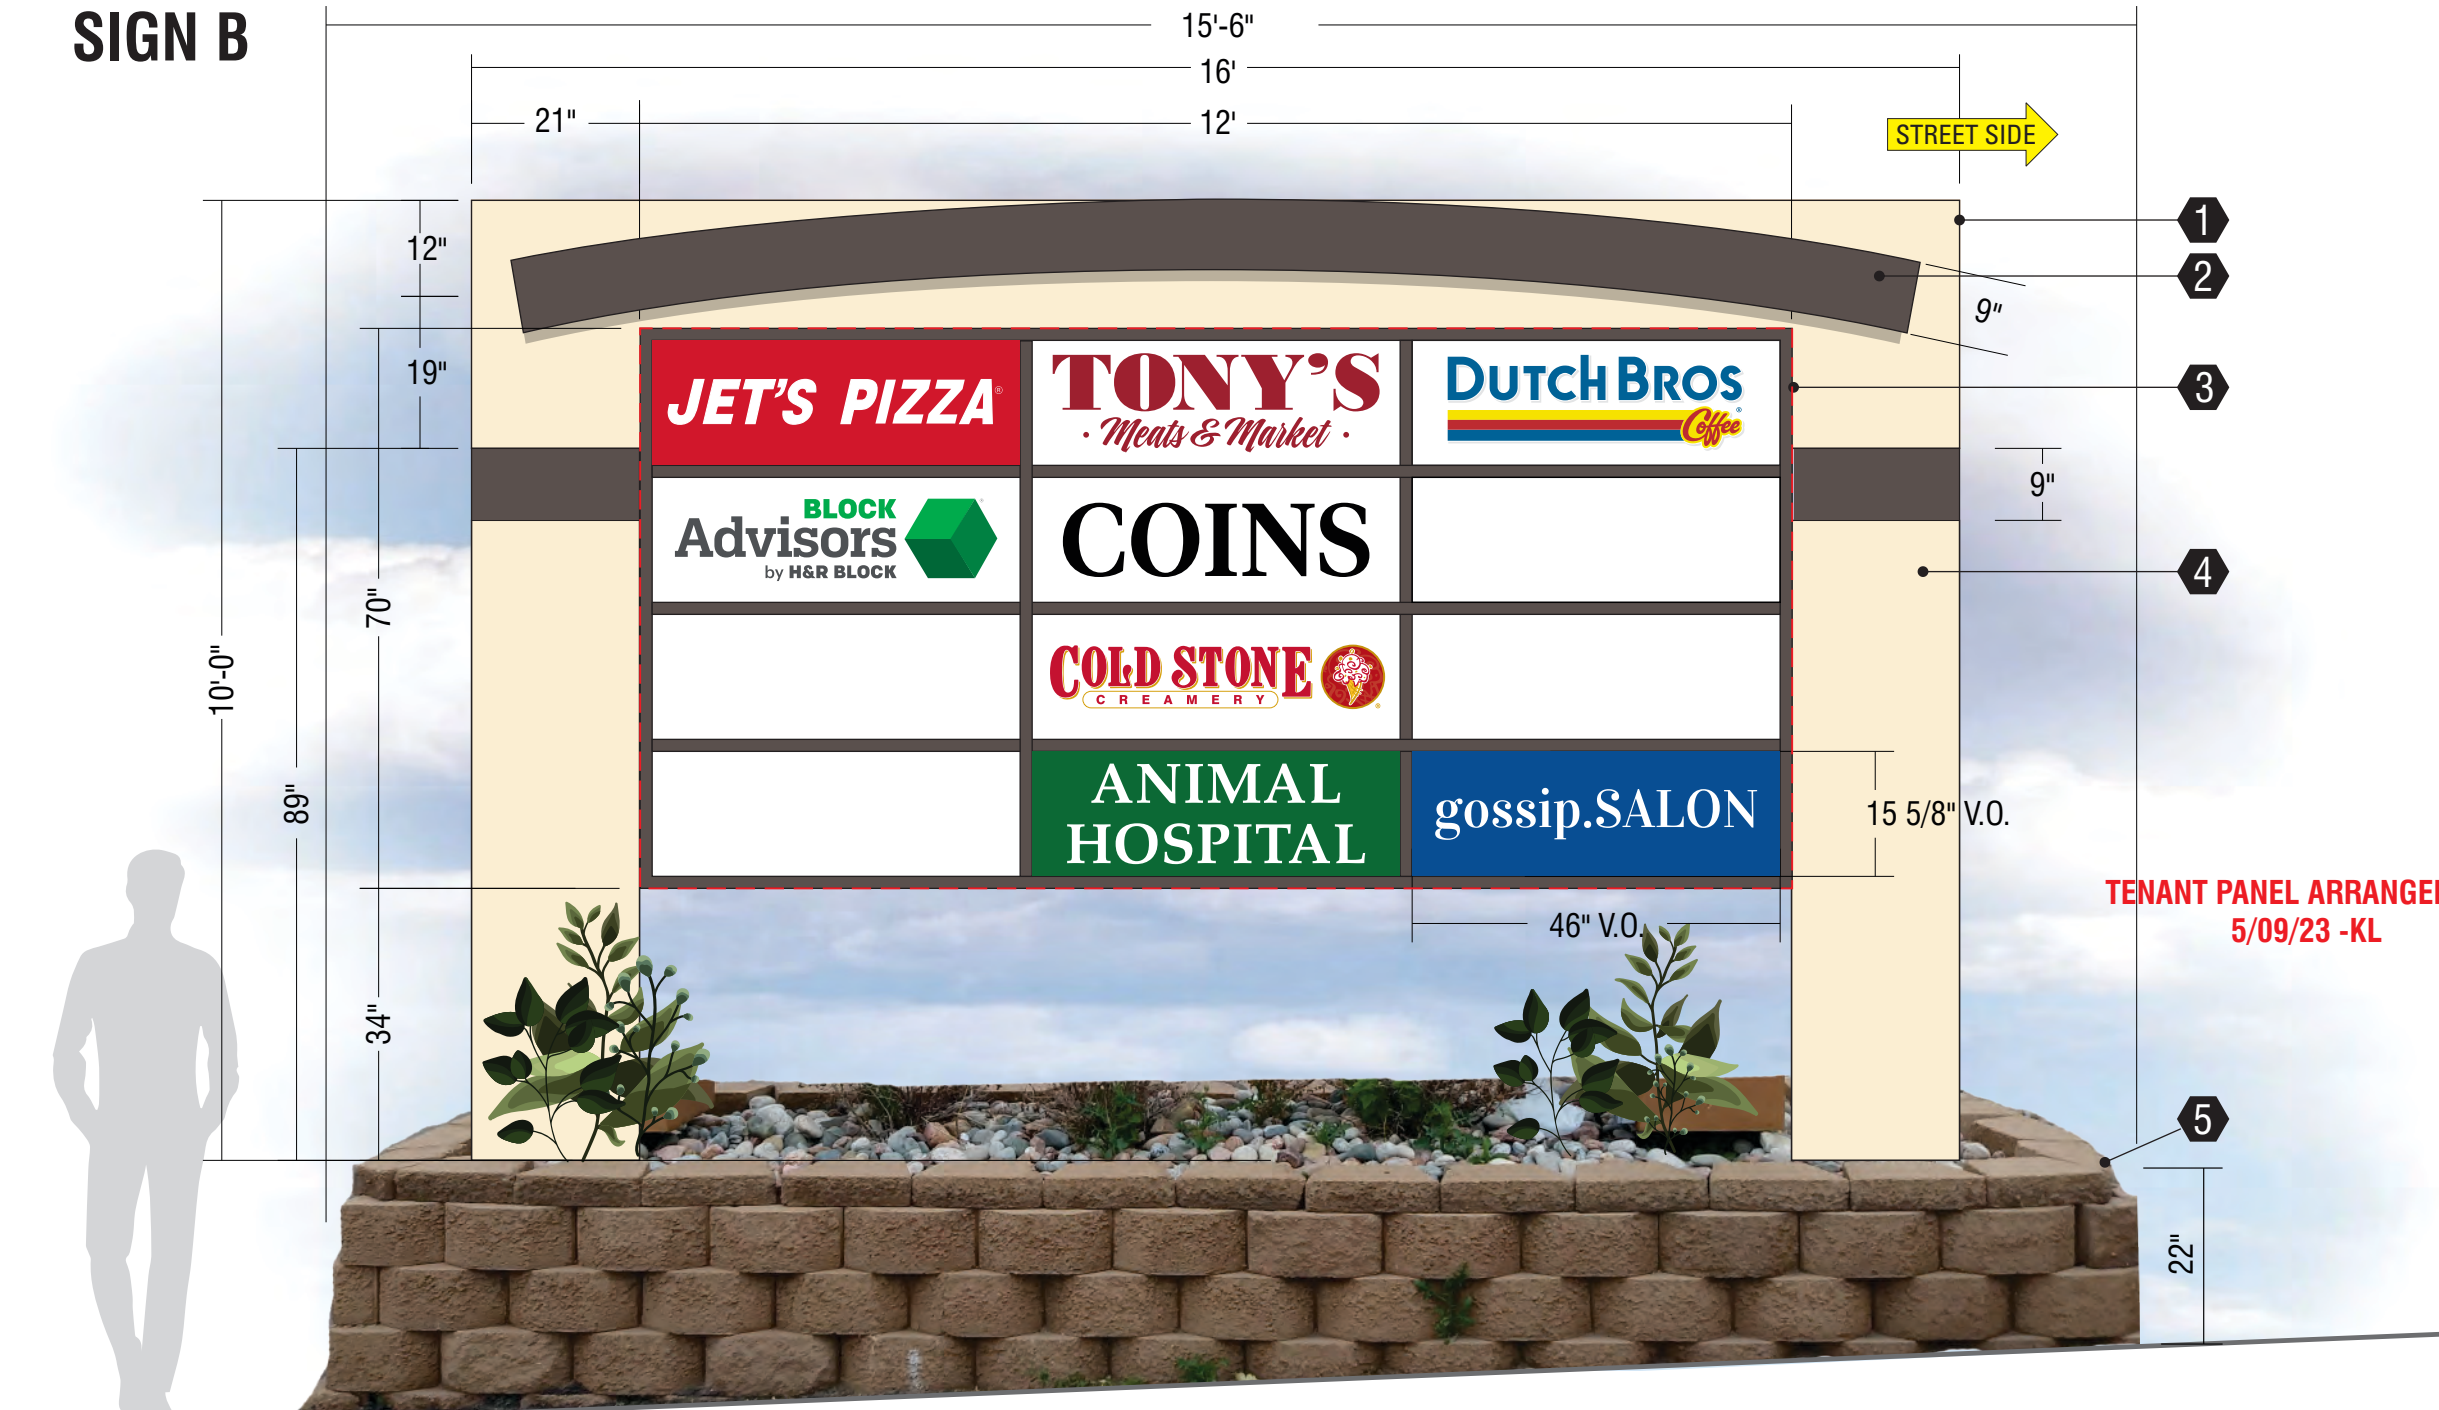 SIGN B
15'-6"
16'
21"
12'
STREET SIDE
12"
19"
1
2
9"
3
9"
4
JET'S PIZZA®
TONY'S
· Meats & Market ·
DUTCH BROS
Coffee®
BLOCK
Advisors
by H&R BLOCK
COINS
COLD STONE
CREAMERY
ANIMAL
HOSPITAL
gossip.SALON
10'-0"
89"
70"
34"
15 5/8" V.O.
46" V.O.
TENANT PANEL
5/09/23 -KL
5
22"